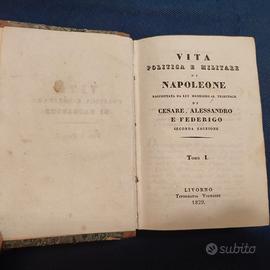 VITA
POLITICA E MILITARE
DI
NAPOLEONE
RACCONTATA DA LUI MEDESIMO AL TRIBUNALE
DI
CESARE, ALESSANDRO
E FEDERIGO
SECONDA EDIZIONE
TOMO I.
LIVORNO
TIPOGRAFIA VIGNOZZI
1829.
subito